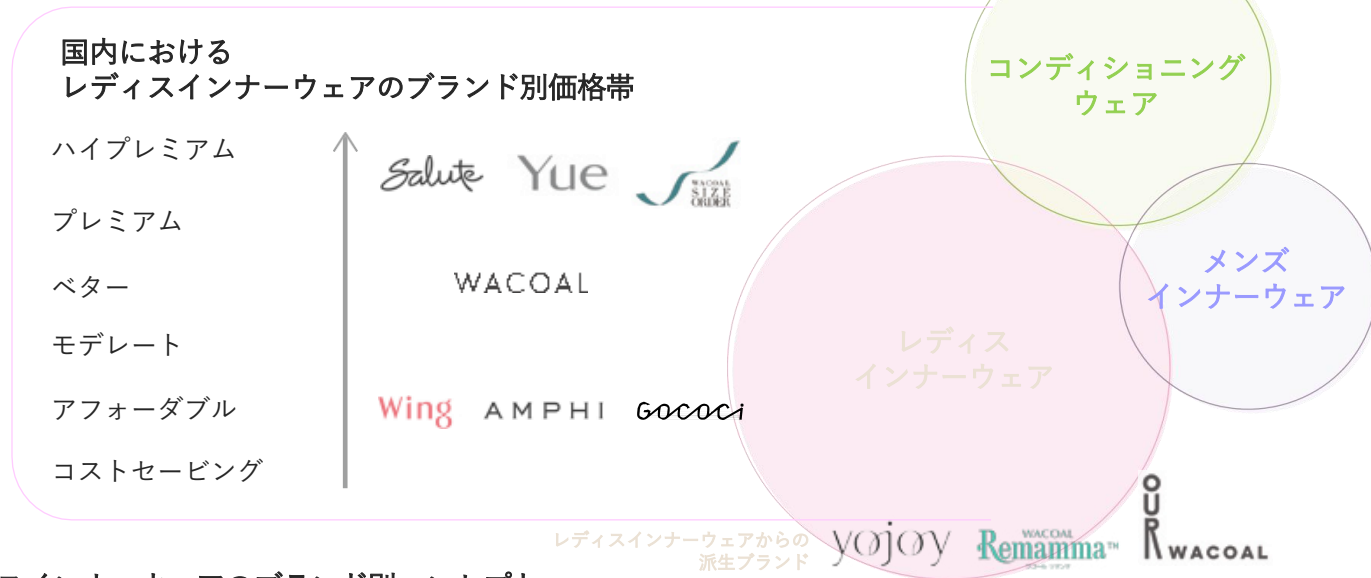 国内における
レディスインナーウェアのブランド別価格帯
ハイプレミアム
プレミアム
ベター
モデレート
アフォーダブル
コストセービング
Salute Yue WACOAL SIZE ORDER
WACOAL
Wing AMPHI GOCOCi
コンディショニング
ウェア
メンズ
インナーウェア
レディス
インナーウェア
レディスインナーウェアからの
派生ブランド
yojoy
WACOAL
Remamma™
OUR WACOAL